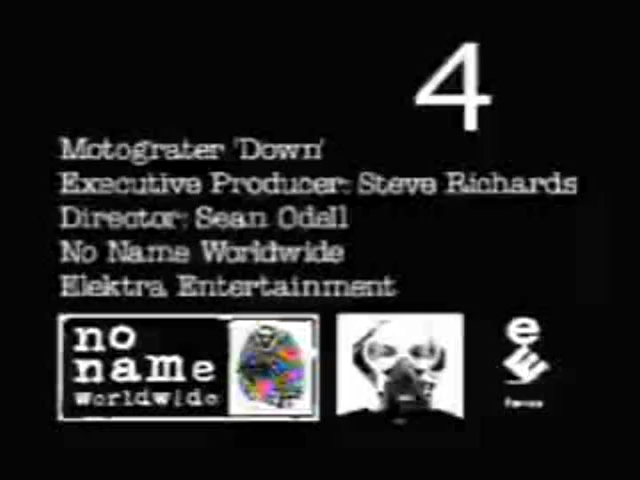 4
Motograter 'Down'
Executive Producer: Steve Richards
Director: Sean Odell
No Name Worldwide
Elektra Entertainment
no
name
worldwide